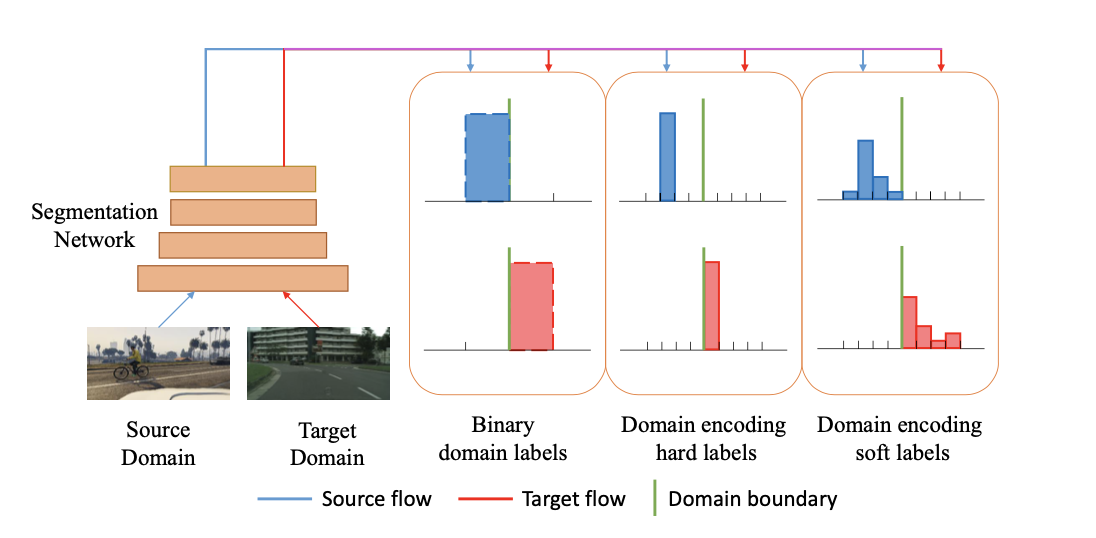 Segmentation
Network
Source
Domain
Target
Domain
Binary
domain labels
Domain encoding
hard labels
Domain encoding
soft labels
Source flow
Target flow
Domain boundary